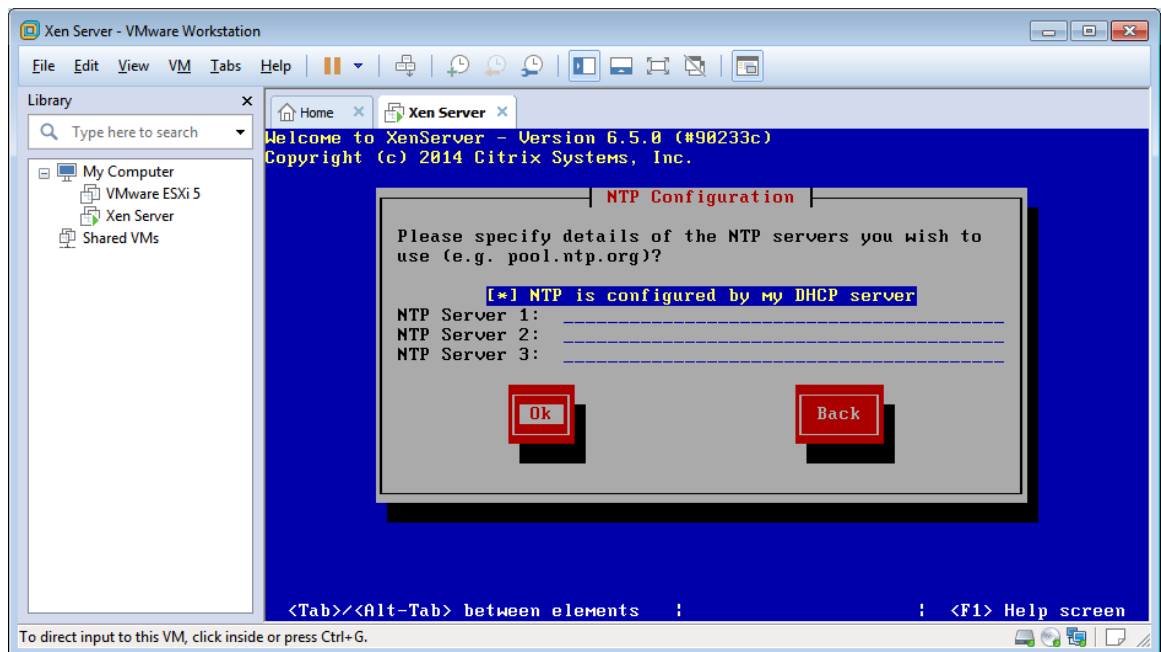 Xen Server - VMware Workstation
File Edit View VM Tabs Help
Library
Type here to search
My Computer
VMware ESXi 5
Xen Server
Shared VMs
Home
Xen Server
Welcome to XenServer - Version 6.5.0 (#90233c)
Copyright (c) 2014 Citrix Systems, Inc.
NTP Configuration
Please specify details of the NTP servers you wish to
use (e.g. pool.ntp.org)?
[*] NTP is configured by my DHCP server
NTP Server 1: ________________________________________
NTP Server 2: ________________________________________
NTP Server 3: ________________________________________
Ok Back
<Tab>/<Alt-Tab> between elements ¦ ¦ <F1> Help screen
To direct input to this VM, click inside or press Ctrl+G.